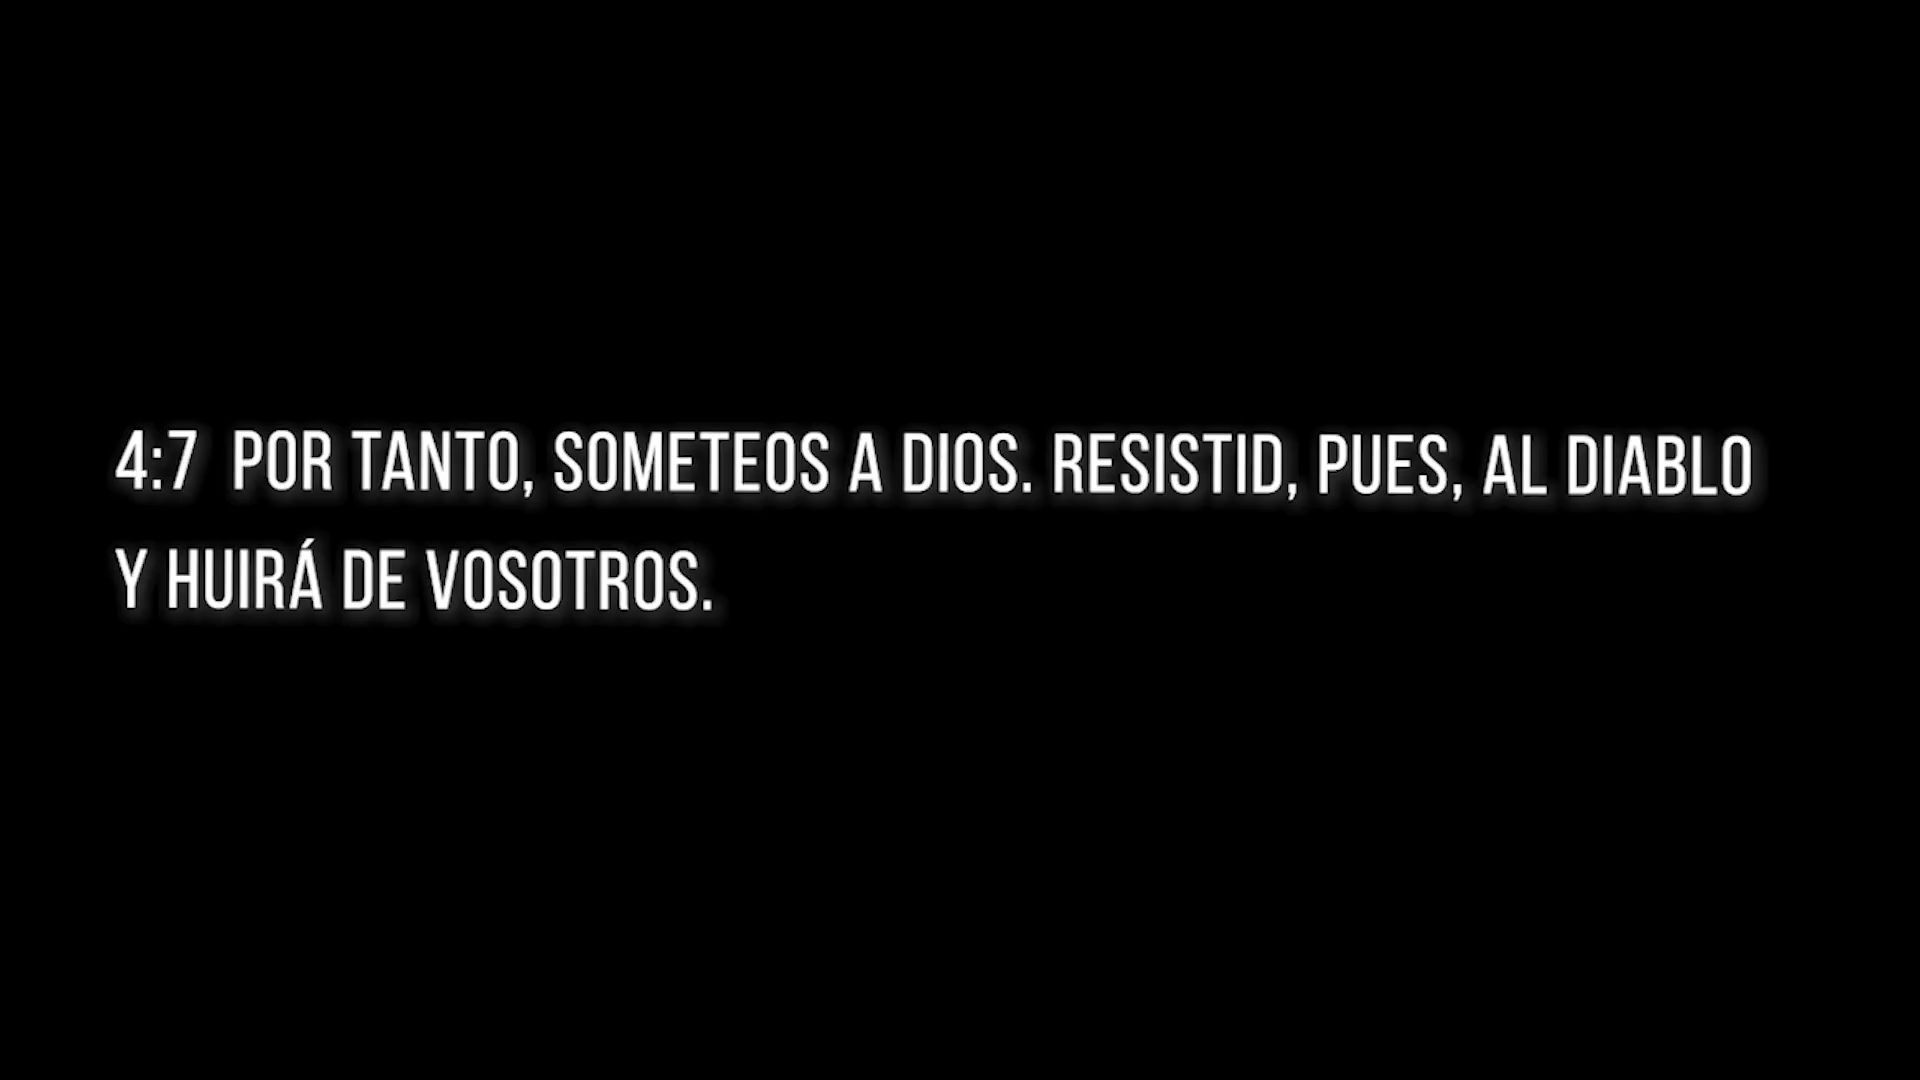 4:7 POR TANTO, SOMETEOS A DIOS. RESISTID, PUES, AL DIABLO
Y HUIRÁ DE VOSOTROS.